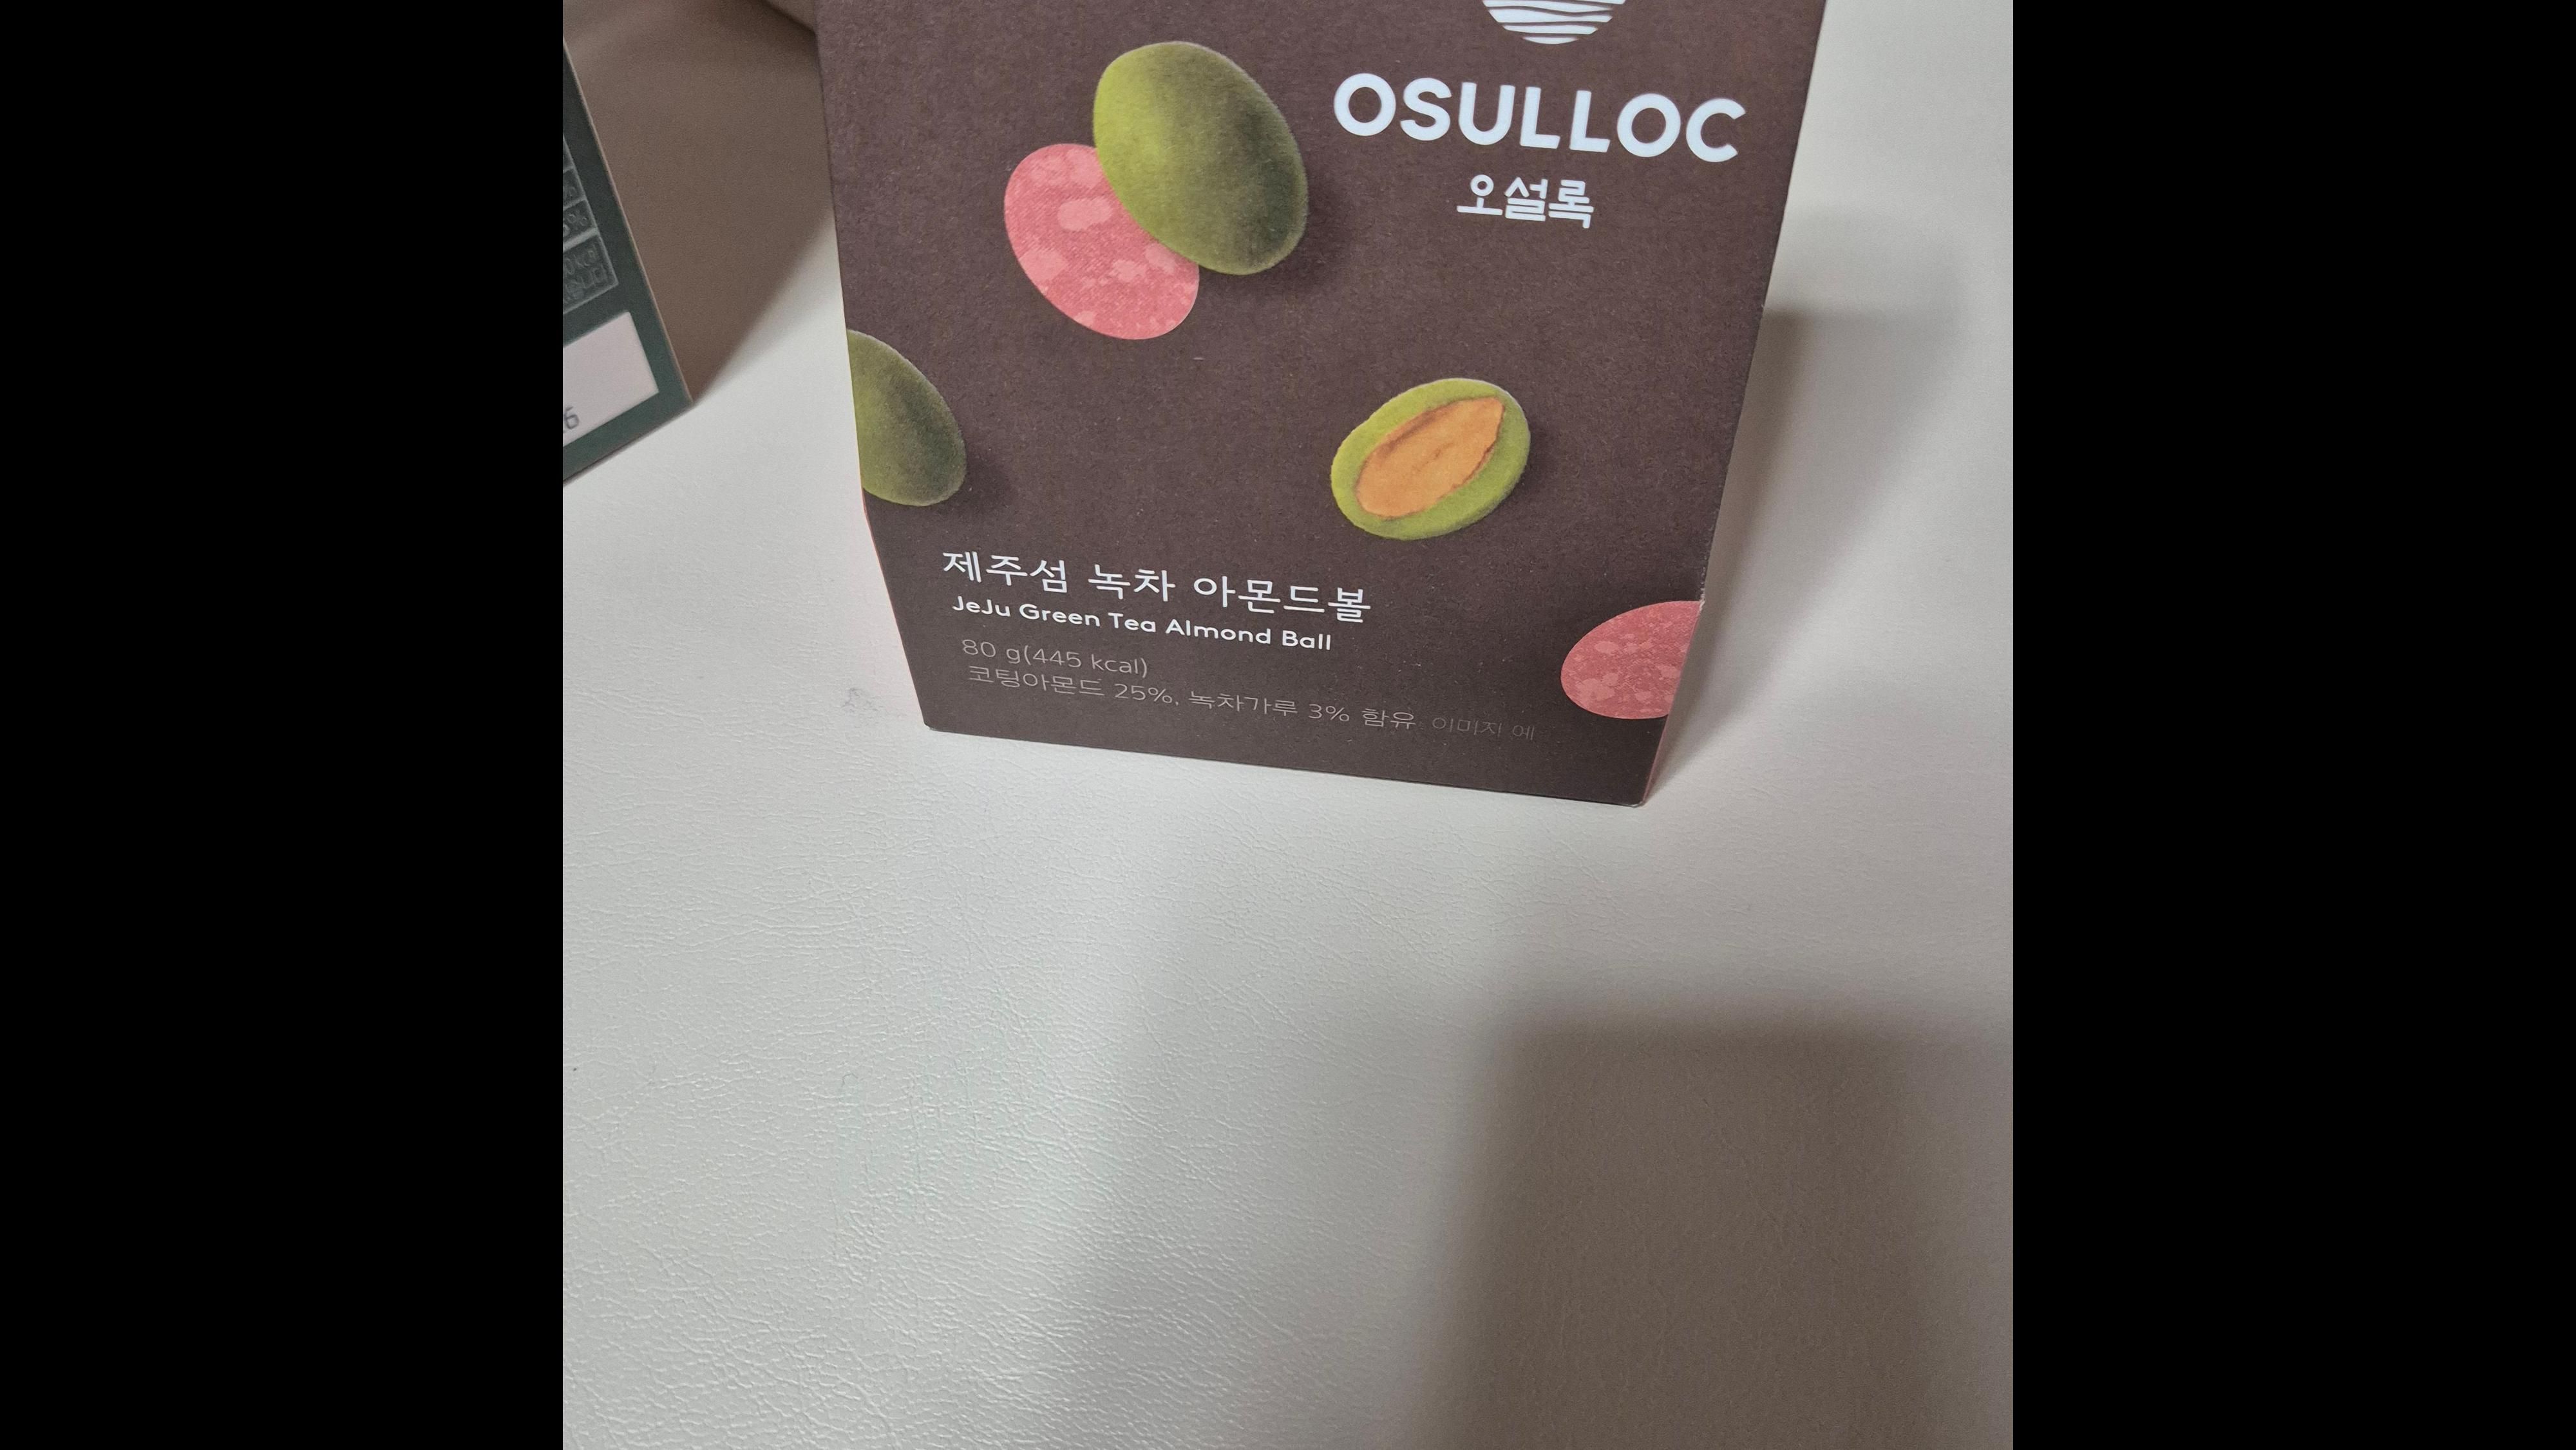 OSULLOC
오설록
제주섬 녹차 아몬드볼
JeJu Green Tea Almond Ball
80 g(445 kcal)
코팅아몬드 25%, 녹차가루 3% 함유 이미지 예